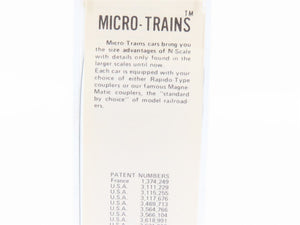 MICRO-TRAINS™
Micro-Trains cars bring you
the size advantages of N-Scale
with details only found in the
larger scales until now.
Each car is equipped with your
choice of either Rapido-Type
couplers or our famous Magne-
Matic couplers, the "standard
by choice" of model railroad-
ers.
PATENT NUMBERS
France 1,374,249
U.S.A. 3,111,229
U.S.A. 3,115,255
U.S.A. 3,117,676
U.S.A. 3,469,713
U.S.A. 3,564,766
U.S.A. 3,566,104
U.S.A. 3,618,901